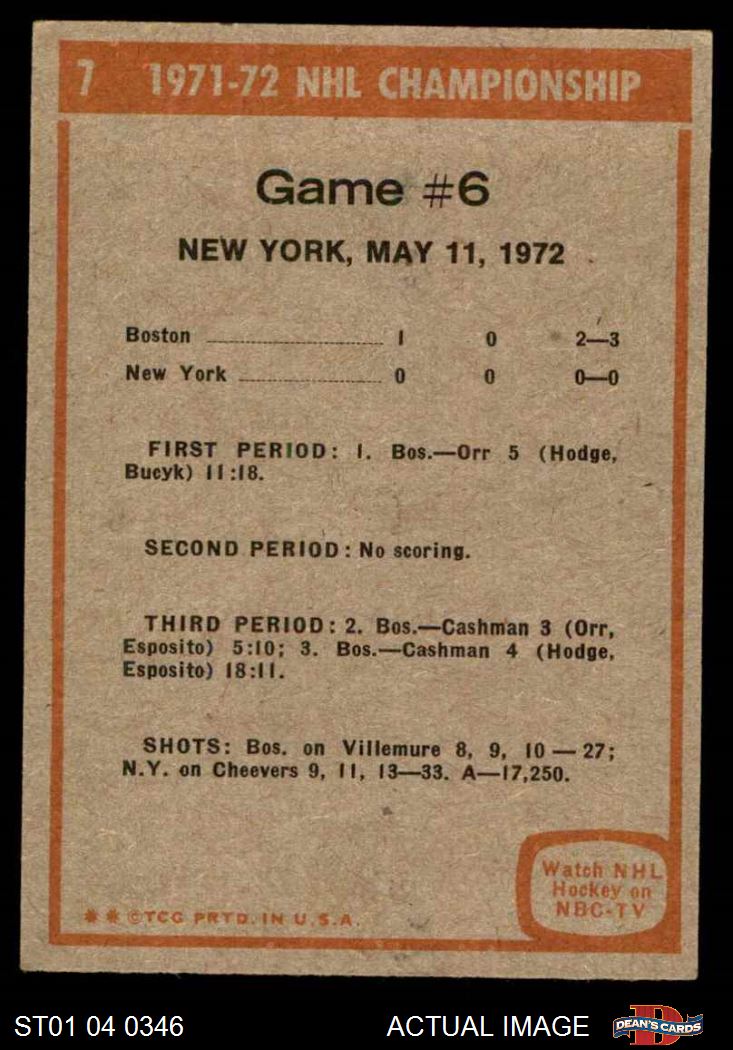 7 1971-72 NHL CHAMPIONSHIP
Game #6
NEW YORK, MAY 11, 1972
Boston 1 0 2—3
New York 0 0 0—0
FIRST PERIOD: 1. Bos.—Orr 5 (Hodge,
Bucyk) 11:18.
SECOND PERIOD: No scoring.
THIRD PERIOD: 2. Bos.—Cashman 3 (Orr,
Esposito) 5:10; 3. Bos.—Cashman 4 (Hodge,
Esposito) 18:11.
SHOTS: Bos. on Villemure 8, 9, 10—27;
N.Y. on Cheevers 9, 11, 13—33. A—17,250.
Watch NHL
Hockey on
NBC-TV
* * ©TCG PRTD. IN U.S.A.
ST01 04 0346 ACTUAL IMAGE DEAN'S CARDS